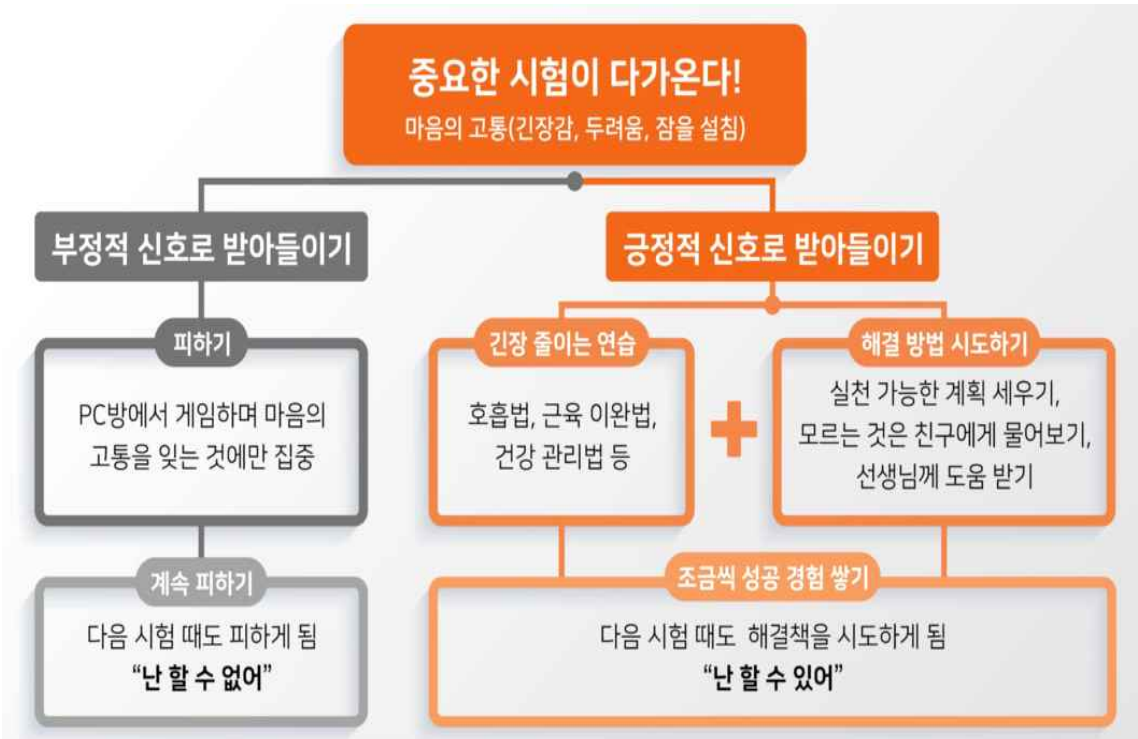 중요한 시험이 다가온다!
마음의 고통(긴장감, 두려움, 잠을 설침)
부정적 신호로 받아들이기
피하기
PC방에서 게임하며 마음의
고통을 잊는 것에만 집중
계속 피하기
다음 시험 때도 피하게 됨
“난 할 수 없어”
긍정적 신호로 받아들이기
긴장 줄이는 연습
호흡법, 근육 이완법,
건강 관리법 등
해결 방법 시도하기
실천 가능한 계획 세우기,
모르는 것은 친구에게 물어보기,
선생님께 도움 받기
조금씩 성공 경험 쌓기
다음 시험 때도 해결책을 시도하게 됨
“난 할 수 있어”